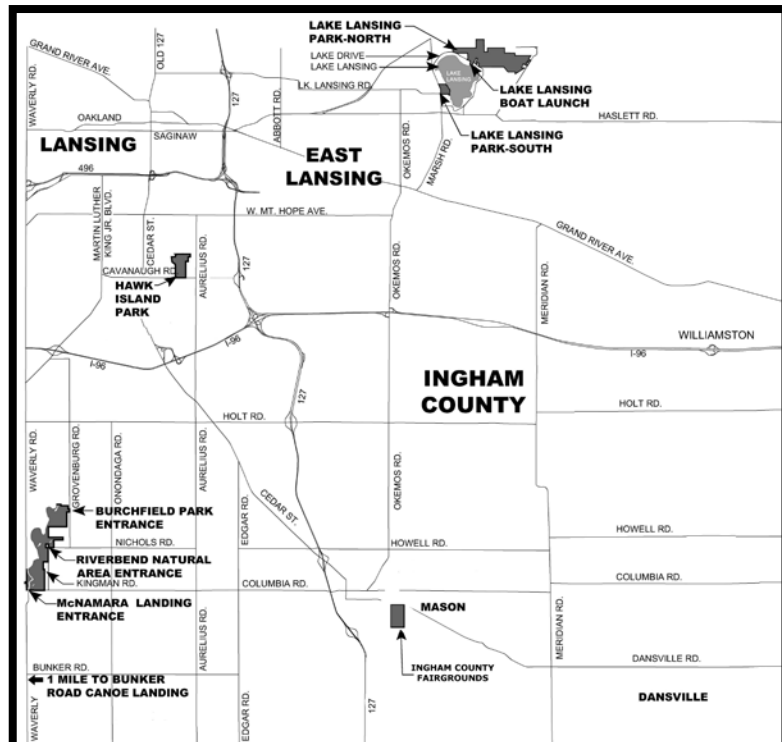 LAKE LANSING
PARK-NORTH
LAKE DRIVE
LAKE LANSING
LAKE
LANSING
LAKE LANSING
BOAT LAUNCH
LK. LANSING RD.
LAKE LANSING
PARK-SOUTH
HASLETT RD.
GRAND RIVER AVE.
WAVERLY RD.
OLD 127
127
ABBOTT RD.
OAKLAND
SAGINAW
LANSING
EAST
LANSING
OKEMOS RD.
MARSH RD.
496
MARTIN LUTHER
KING JR. BLVD.
CEDAR ST.
W. MT. HOPE AVE.
AURELIUS RD.
127
CAVANAUGH RD.
HAWK
ISLAND
PARK
OKEMOS RD.
MERIDIAN RD.
GRAND RIVER AVE.
WILLIAMSTON
I-96
I-96
127
INGHAM
COUNTY
HOLT RD.
HOLT RD.
WAVERLY RD.
GROVENBURG RD.
ONONDAGA RD.
AURELIUS RD.
EDGAR RD.
CEDAR ST.
OKEMOS RD.
BURCHFIELD PARK
ENTRANCE
NICHOLS RD.
HOWELL RD.
HOWELL RD.
RIVERBEND NATURAL
AREA ENTRANCE
KINGMAN RD.
COLUMBIA RD.
COLUMBIA RD.
McNAMARA LANDING
ENTRANCE
MASON
AURELIUS RD.
MERIDIAN RD.
BUNKER RD.
1 MILE TO BUNKER
ROAD CANOE LANDING
INGHAM COUNTY
FAIRGROUNDS
DANSVILLE RD.
DANSVILLE
WAVERLY
EDGAR RD.
127